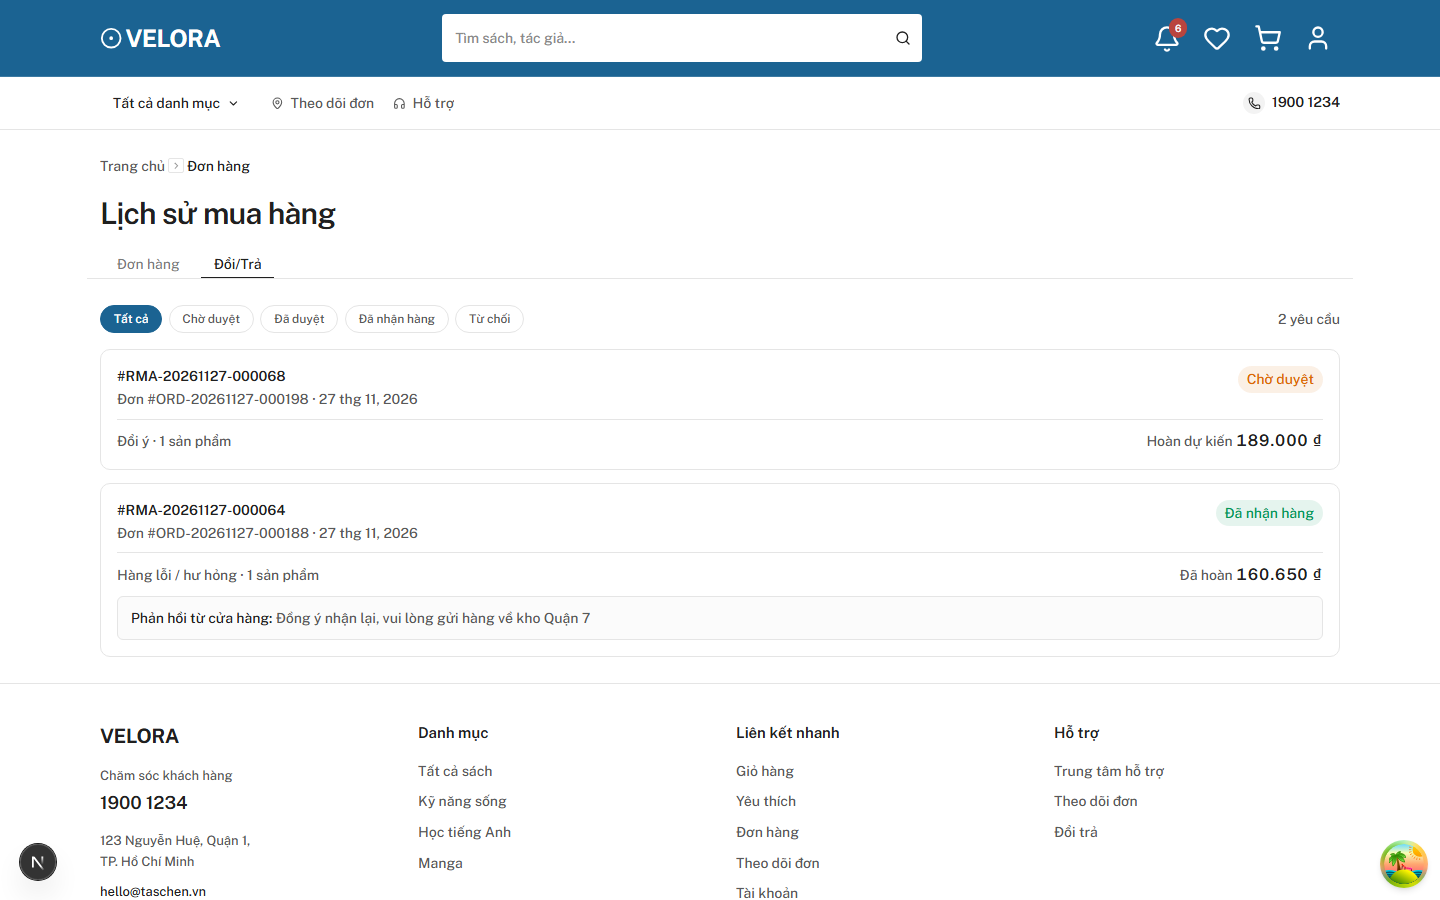 VELORA
Tìm sách, tác giả...
6
Tất cả danh mục
Theo dõi đơn
Hỗ trợ
1900 1234
Trang chủ
Đơn hàng
Lịch sử mua hàng
Đơn hàng
Đổi/Trả
Tất cả
Chờ duyệt
Đã duyệt
Đã nhận hàng
Từ chối
2 yêu cầu
#RMA-20261127-000068
Chờ duyệt
Đơn #ORD-20261127-000198 · 27 thg 11, 2026
Đổi ý · 1 sản phẩm
Hoàn dự kiến 189.000 ₫
#RMA-20261127-000064
Đã nhận hàng
Đơn #ORD-20261127-000188 · 27 thg 11, 2026
Hàng lỗi / hư hỏng · 1 sản phẩm
Đã hoàn 160.650 ₫
Phản hồi từ cửa hàng: Đồng ý nhận lại, vui lòng gửi hàng về kho Quận 7
VELORA
Chăm sóc khách hàng
1900 1234
123 Nguyễn Huệ, Quận 1,
TP. Hồ Chí Minh
hello@taschen.vn
Danh mục
Tất cả sách
Kỹ năng sống
Học tiếng Anh
Manga
Liên kết nhanh
Giỏ hàng
Yêu thích
Đơn hàng
Theo dõi đơn
Tài khoản
Hỗ trợ
Trung tâm hỗ trợ
Theo dõi đơn
Đổi trả
N